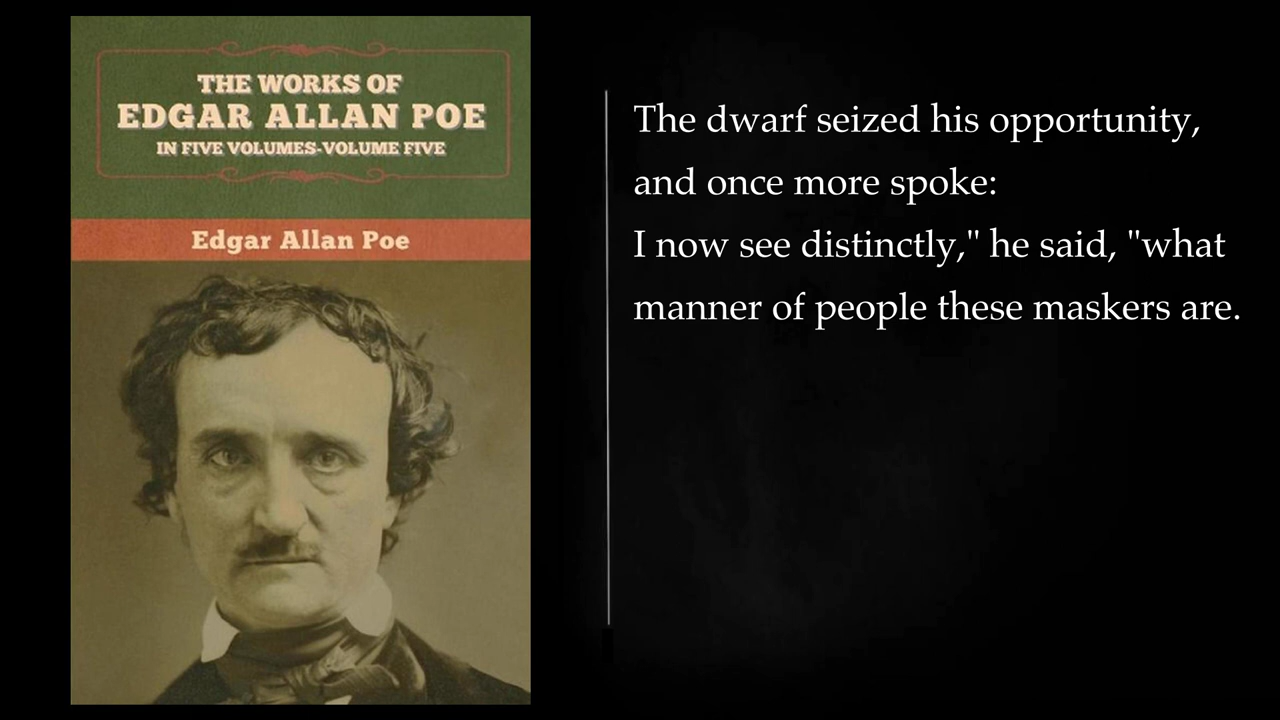 THE WORKS OF
EDGAR ALLAN POE
IN FIVE VOLUMES-VOLUME FIVE
Edgar Allan Poe
The dwarf seized his opportunity,
and once more spoke:
I now see distinctly," he said, "what
manner of people these maskers are.